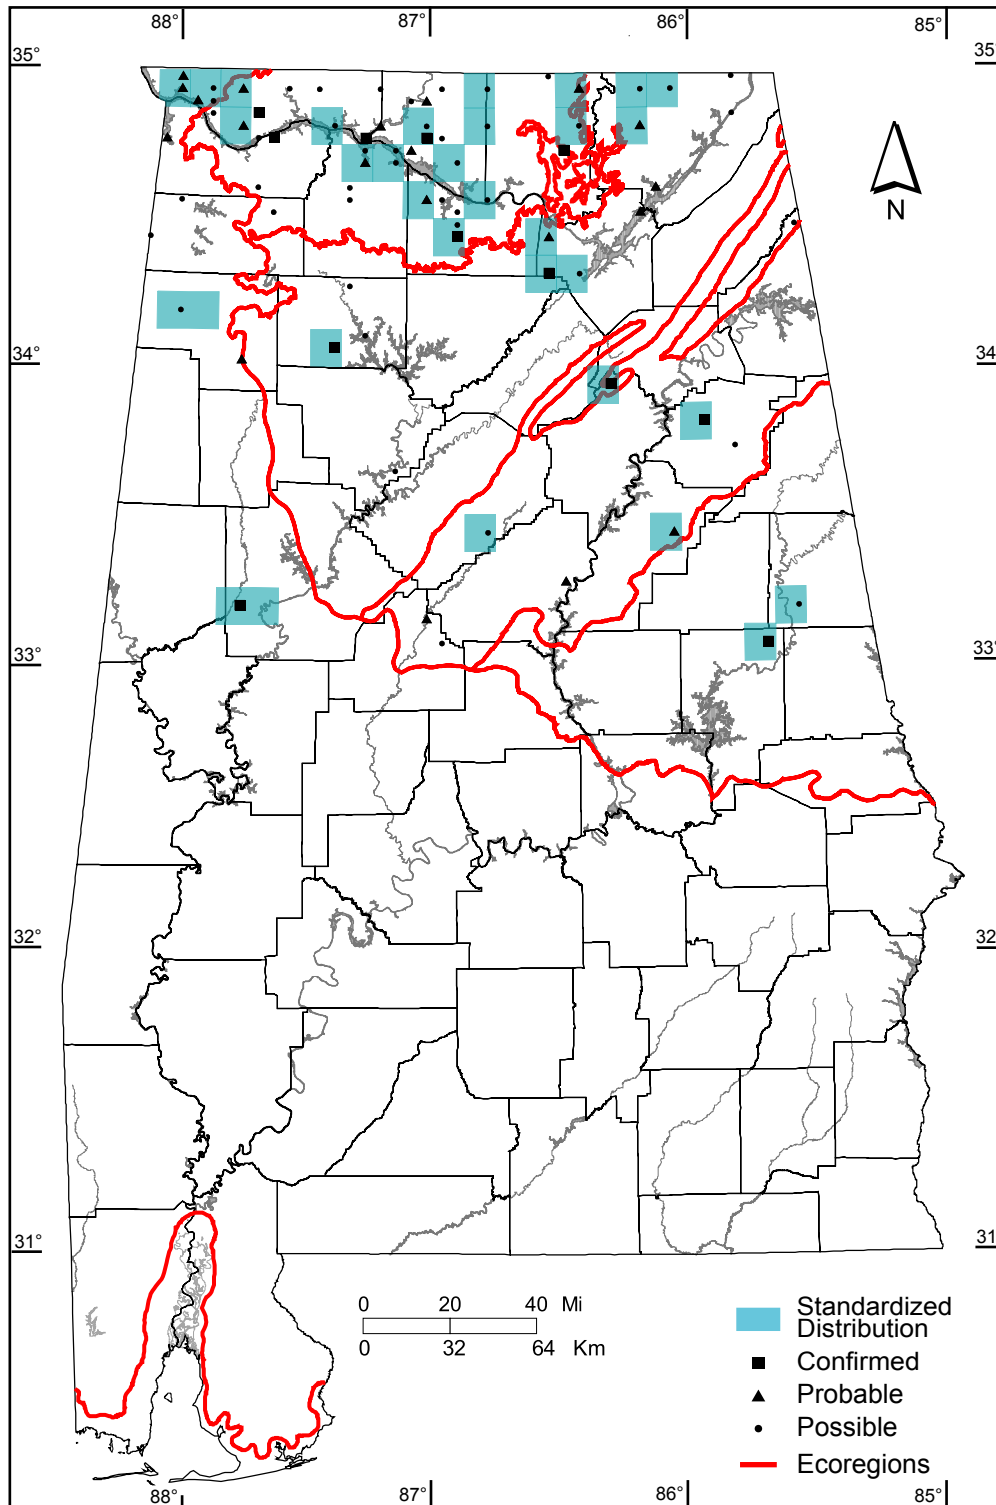 88° 87° 86° 85°
35° 35°
N
34° 34
33° 33°
32° 32
31° 31
0 20 40 Mi
0 32 64 Km
Standardized
Distribution
Confirmed
Probable
Possible
Ecoregions
88° 87° 86° 85°